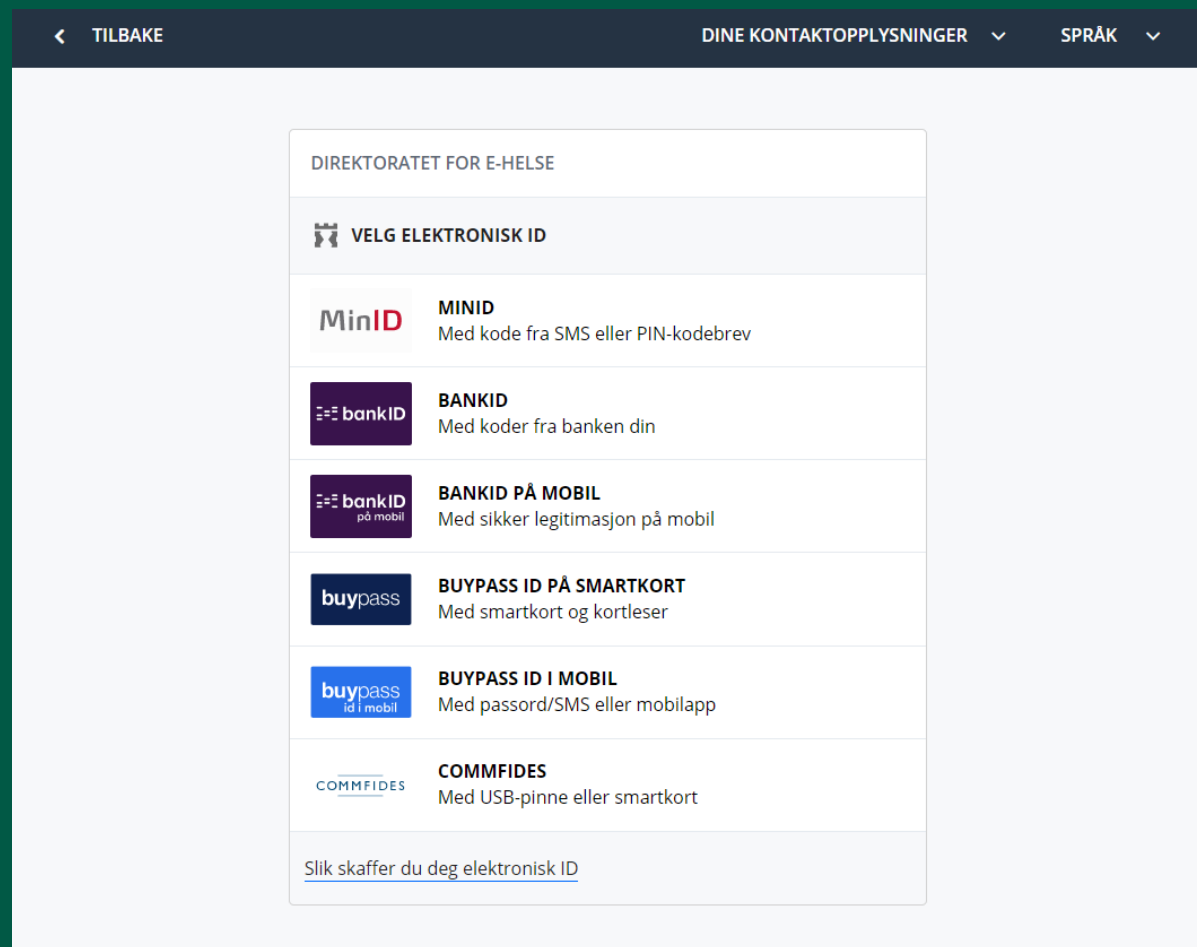 TILBAKE
DINE KONTAKTOPPLYSNINGER
SPRÅK
DIREKTORATET FOR E-HELSE
VELG ELEKTRONISK ID
MinID
MINID
Med kode fra SMS eller PIN-kodebrev
bankID
BANKID
Med koder fra banken din
bankID
på mobil
BANKID PÅ MOBIL
Med sikker legitimasjon på mobil
buypass
BUYPASS ID PÅ SMARTKORT
Med smartkort og kortleser
buypass
id i mobil
BUYPASS ID I MOBIL
Med passord/SMS eller mobilapp
COMMFIDES
COMMFIDES
Med USB-pinne eller smartkort
Slik skaffer du deg elektronisk ID